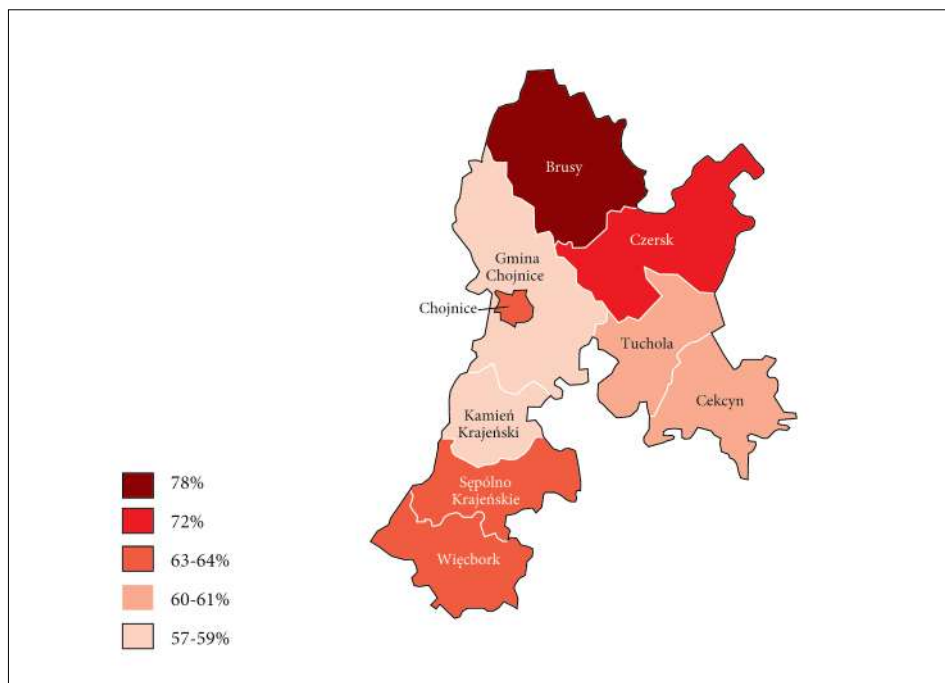 Brusy
Czersk
Gmina
Chojnice
Chojnice
Tuchola
Cekcyn
Kamień
Krajeński
Sępólno
Krajeńskie
Więcbork
78%
72%
63-64%
60-61%
57-59%